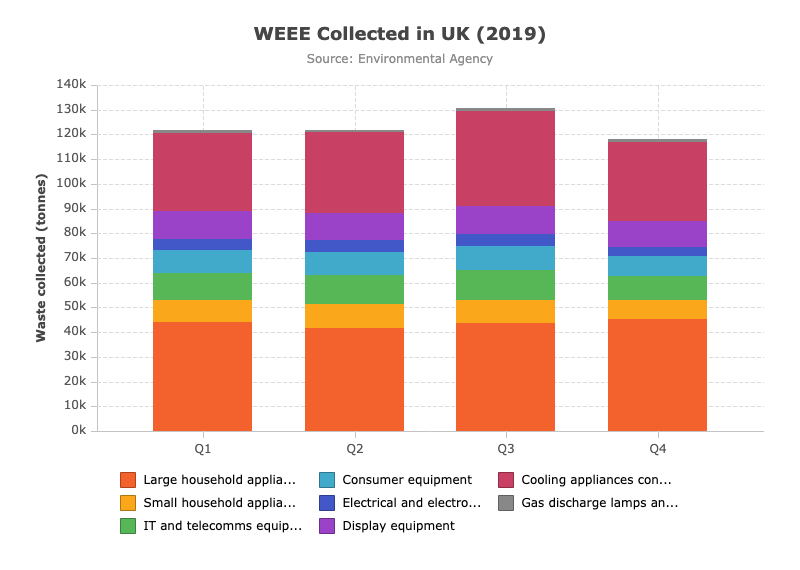 WEEE Collected in UK (2019)
Source: Environmental Agency
Waste collected (tonnes)
140k
130k
120k
110k
100k
90k
80k
70k
60k
50k
40k
30k
20k
10k
0k
Q1 Q2 Q3 Q4
Large household applia... Consumer equipment Cooling appliances con...
Small household applia... Electrical and electro... Gas discharge lamps an...
IT and telecomms equip... Display equipment